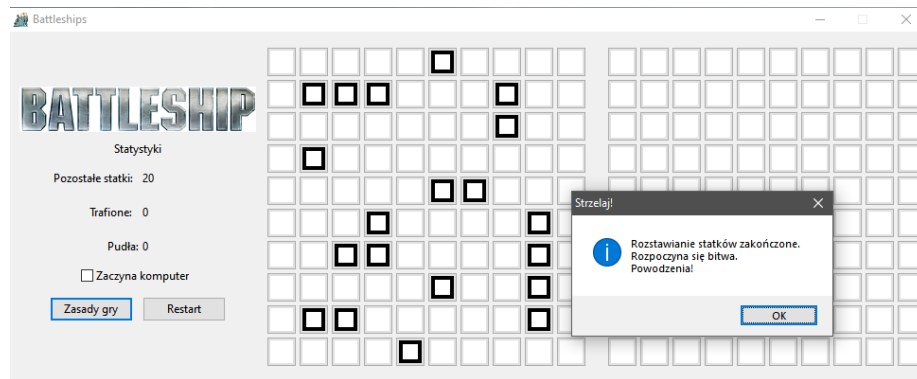 Battleships
BATTLESHIP
Statystyki
Pozostałe statki: 20
Trafione: 0
Pudła: 0
Zaczyna komputer
Zasady gry
Restart
Strzelaj!
Rozstawianie statków zakończone.
Rozpoczyna się bitwa.
Powodzenia!
OK